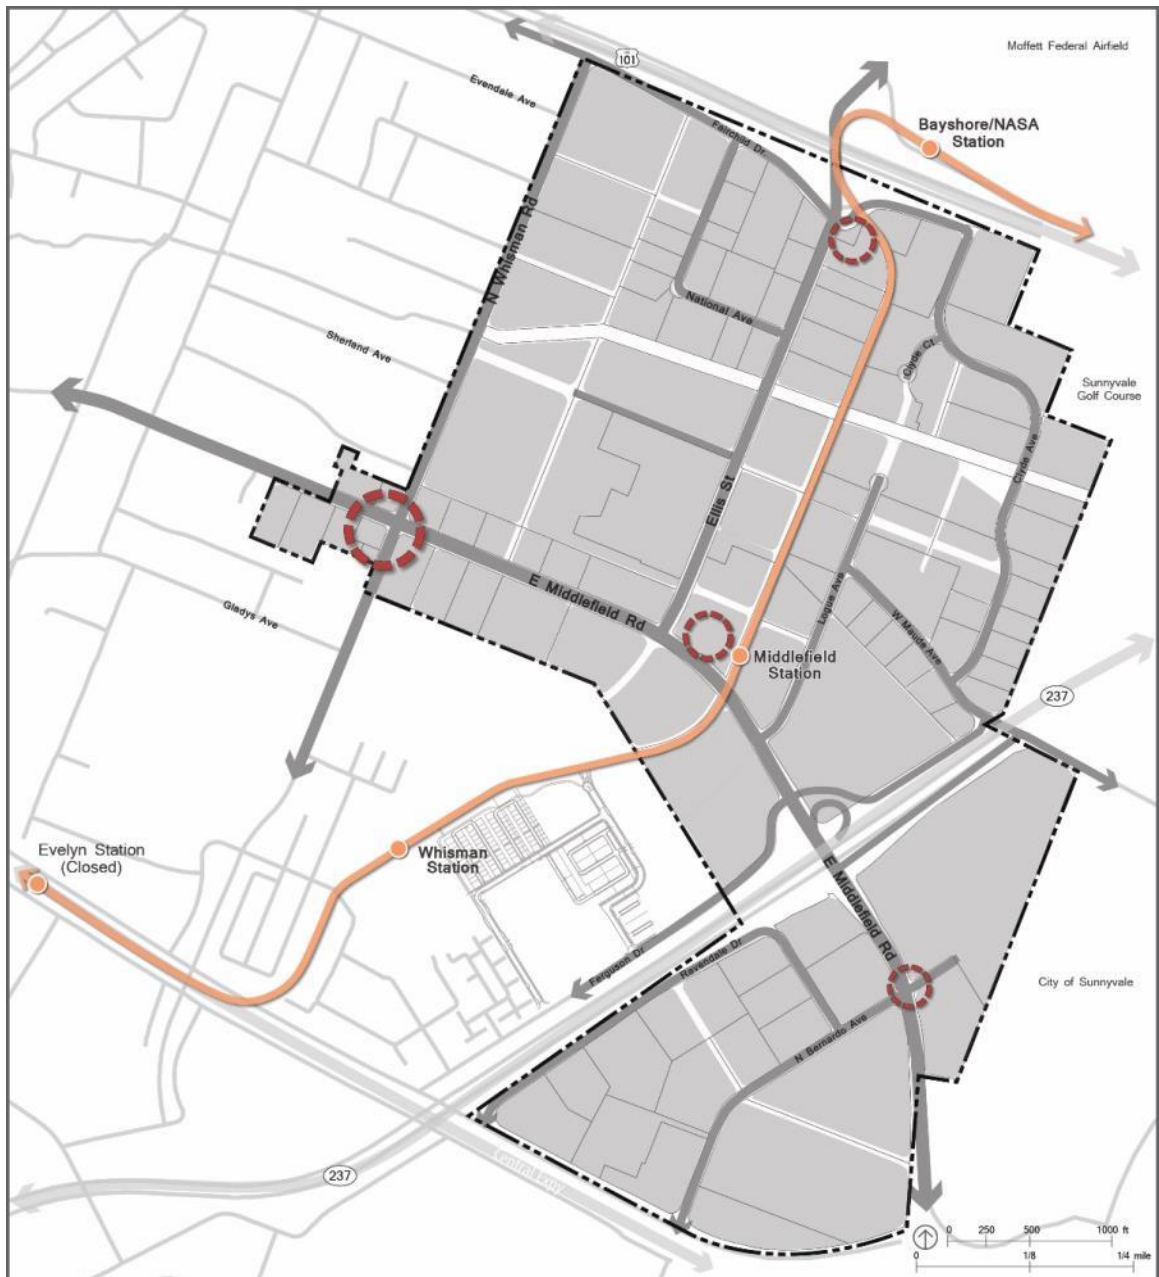 Moffett Federal Airfield
US
101
Evendale Ave
Fairchild Dr.
Bayshore/NASA
Station
N Whisman Rd
National Ave
Sherland Ave
Clyde Ct
Sunnyvale
Golf Course
Clyde Ave
Ellis St
E Middlefield Rd
Logue Ave
W Maude Ave
Gladys Ave
Middlefield
Station
237
Evelyn Station
(Closed)
Whisman
Station
E Middlefield Rd
Ferguson Dr
Ravendale Dr
City of Sunnyvale
N Bernardo Ave
Central Expy
237
0 250 500 1000 ft
0 1/8 1/4 mile